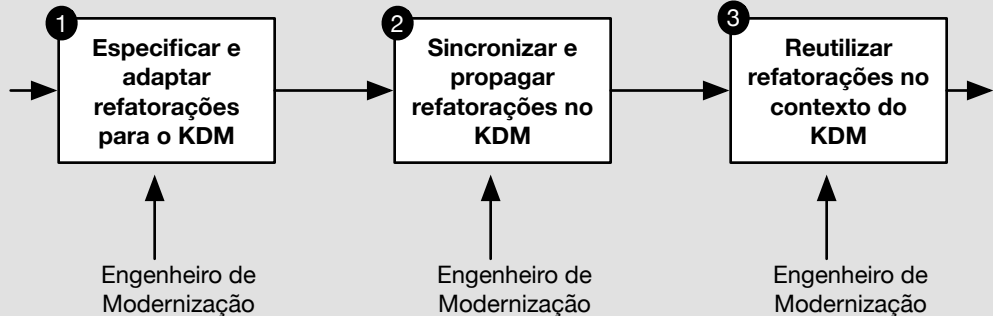 1
Especificar e
adaptar
refatorações
para o KDM
2
Sincronizar e
propagar
refatorações no
KDM
3
Reutilizar
refatorações no
contexto do
KDM
Engenheiro de
Modernização
Engenheiro de
Modernização
Engenheiro de
Modernização